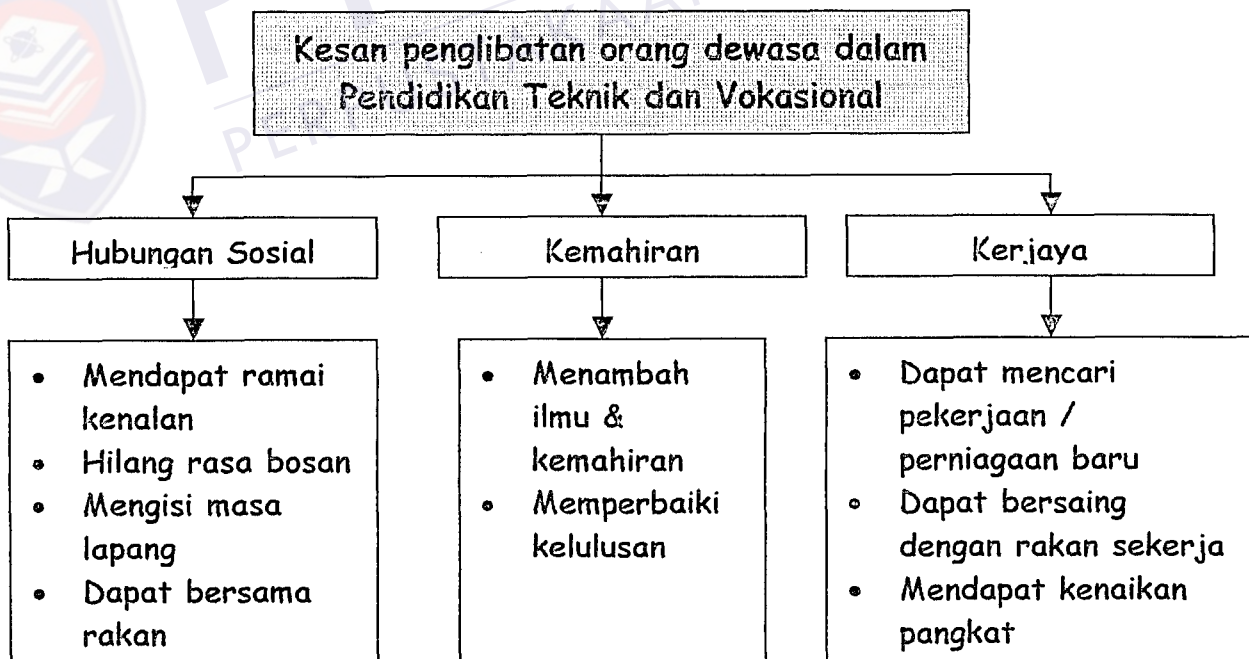 Kesan penglibatan orang dewasa dalam
Pendidikan Teknik dan Vokasional
Hubungan Sosial
Kemahiran
Kerjaya
• Mendapat ramai
kenalan
• Hilang rasa bosan
• Mengisi masa
lapang
• Dapat bersama
rakan
• Menambah
ilmu &
kemahiran
• Memperbaiki
kelulusan
• Dapat mencari
pekerjaan /
perniagaan baru
• Dapat bersaing
dengan rakan sekerja
• Mendapat kenaikan
pangkat